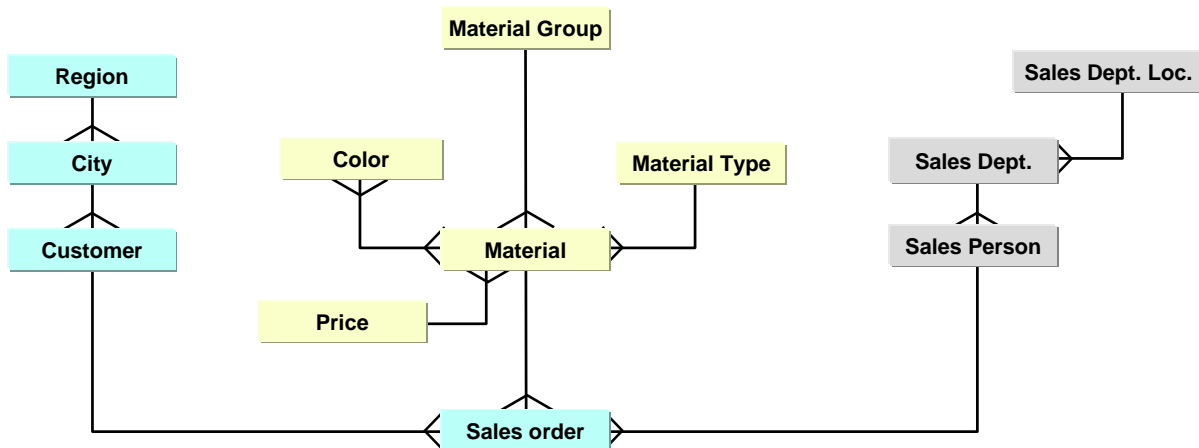 Material Group
Region
Sales Dept. Loc.
City
Color
Material Type
Sales Dept.
Customer
Material
Sales Person
Price
Sales order